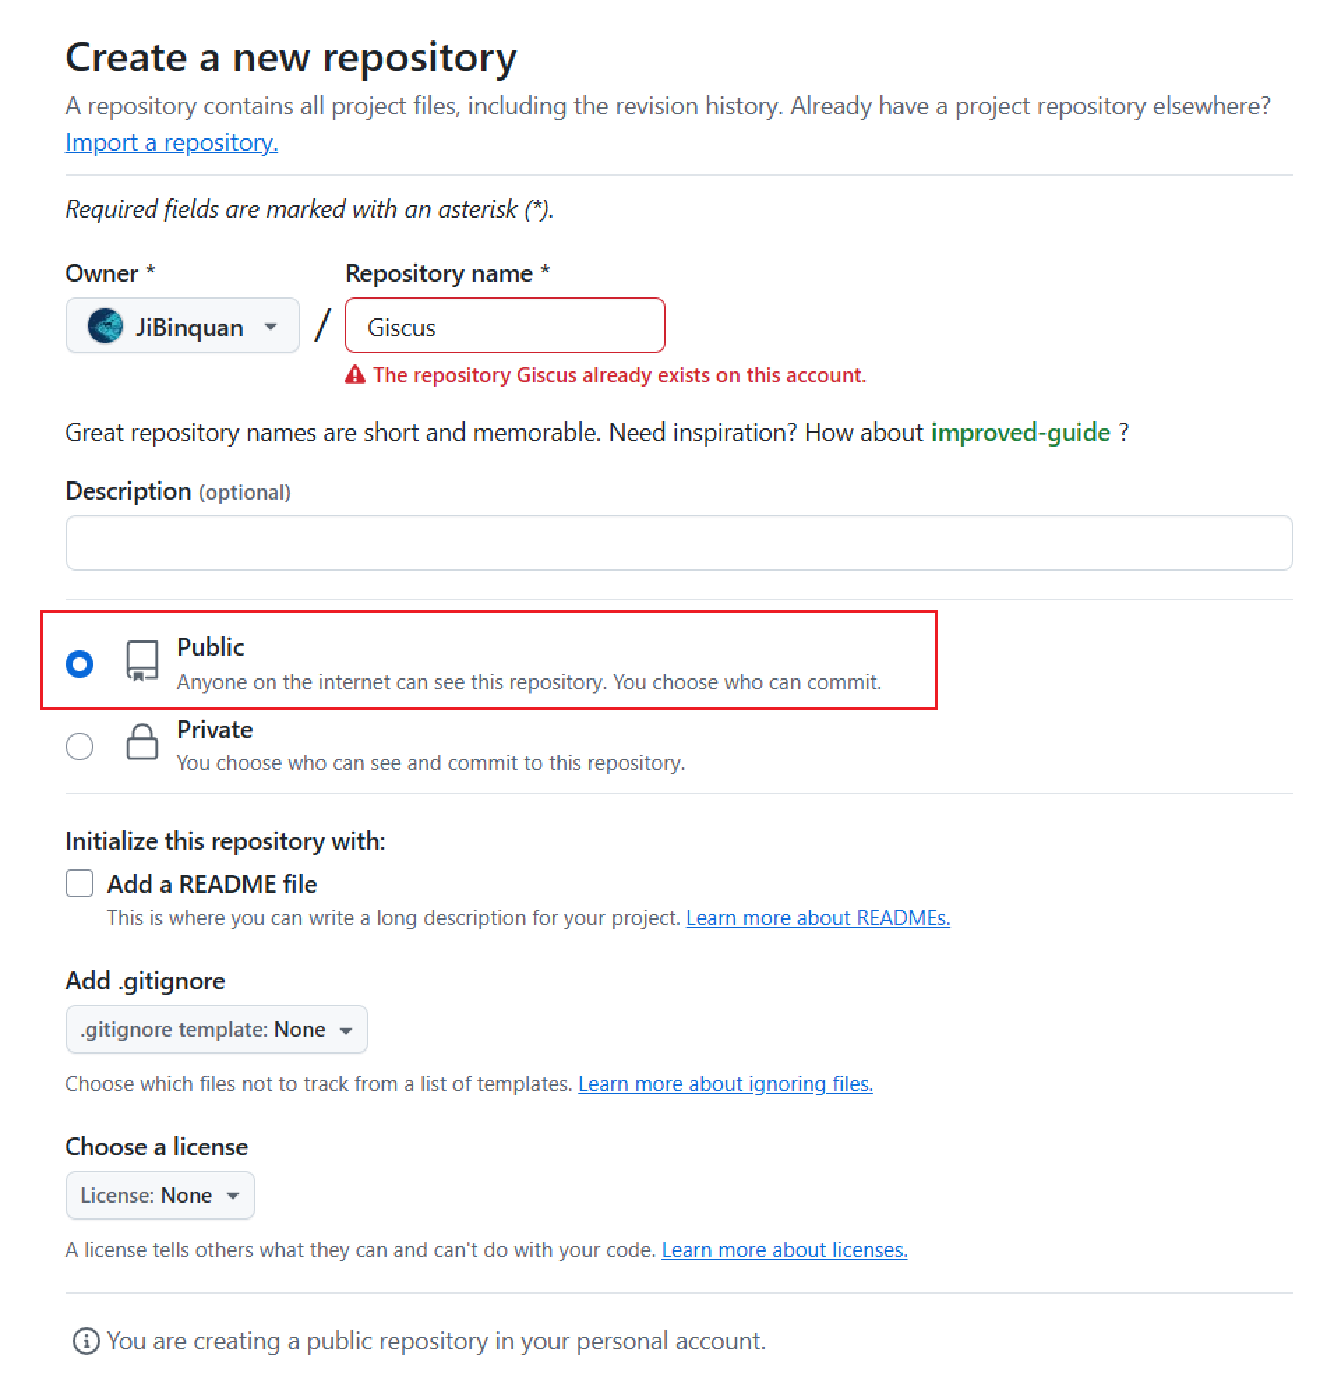 Create a new repository
A repository contains all project files, including the revision history. Already have a project repository elsewhere?
Import a repository.
Required fields are marked with an asterisk (*).
Owner * Repository name *
JiBinquan / Giscus
The repository Giscus already exists on this account.
Great repository names are short and memorable. Need inspiration? How about improved-guide ?
Description (optional)
Public
Anyone on the internet can see this repository. You choose who can commit.
Private
You choose who can see and commit to this repository.
Initialize this repository with:
Add a README file
This is where you can write a long description for your project. Learn more about READMEs.
Add .gitignore
.gitignore template: None
Choose which files not to track from a list of templates. Learn more about ignoring files.
Choose a license
License: None
A license tells others what they can and can't do with your code. Learn more about licenses.
You are creating a public repository in your personal account.